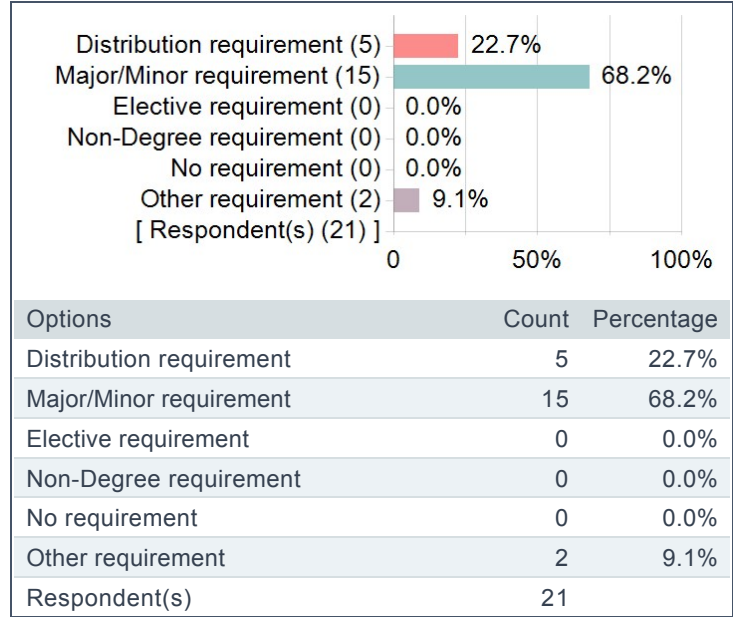 Distribution requirement (5) 22.7%
Major/Minor requirement (15) 68.2%
Elective requirement (0) 0.0%
Non-Degree requirement (0) 0.0%
No requirement (0) 0.0%
Other requirement (2) 9.1%
[ Respondent(s) (21) ]
0 50% 100%
Options Count Percentage
Distribution requirement 5 22.7%
Major/Minor requirement 15 68.2%
Elective requirement 0 0.0%
Non-Degree requirement 0 0.0%
No requirement 0 0.0%
Other requirement 2 9.1%
Respondent(s) 21